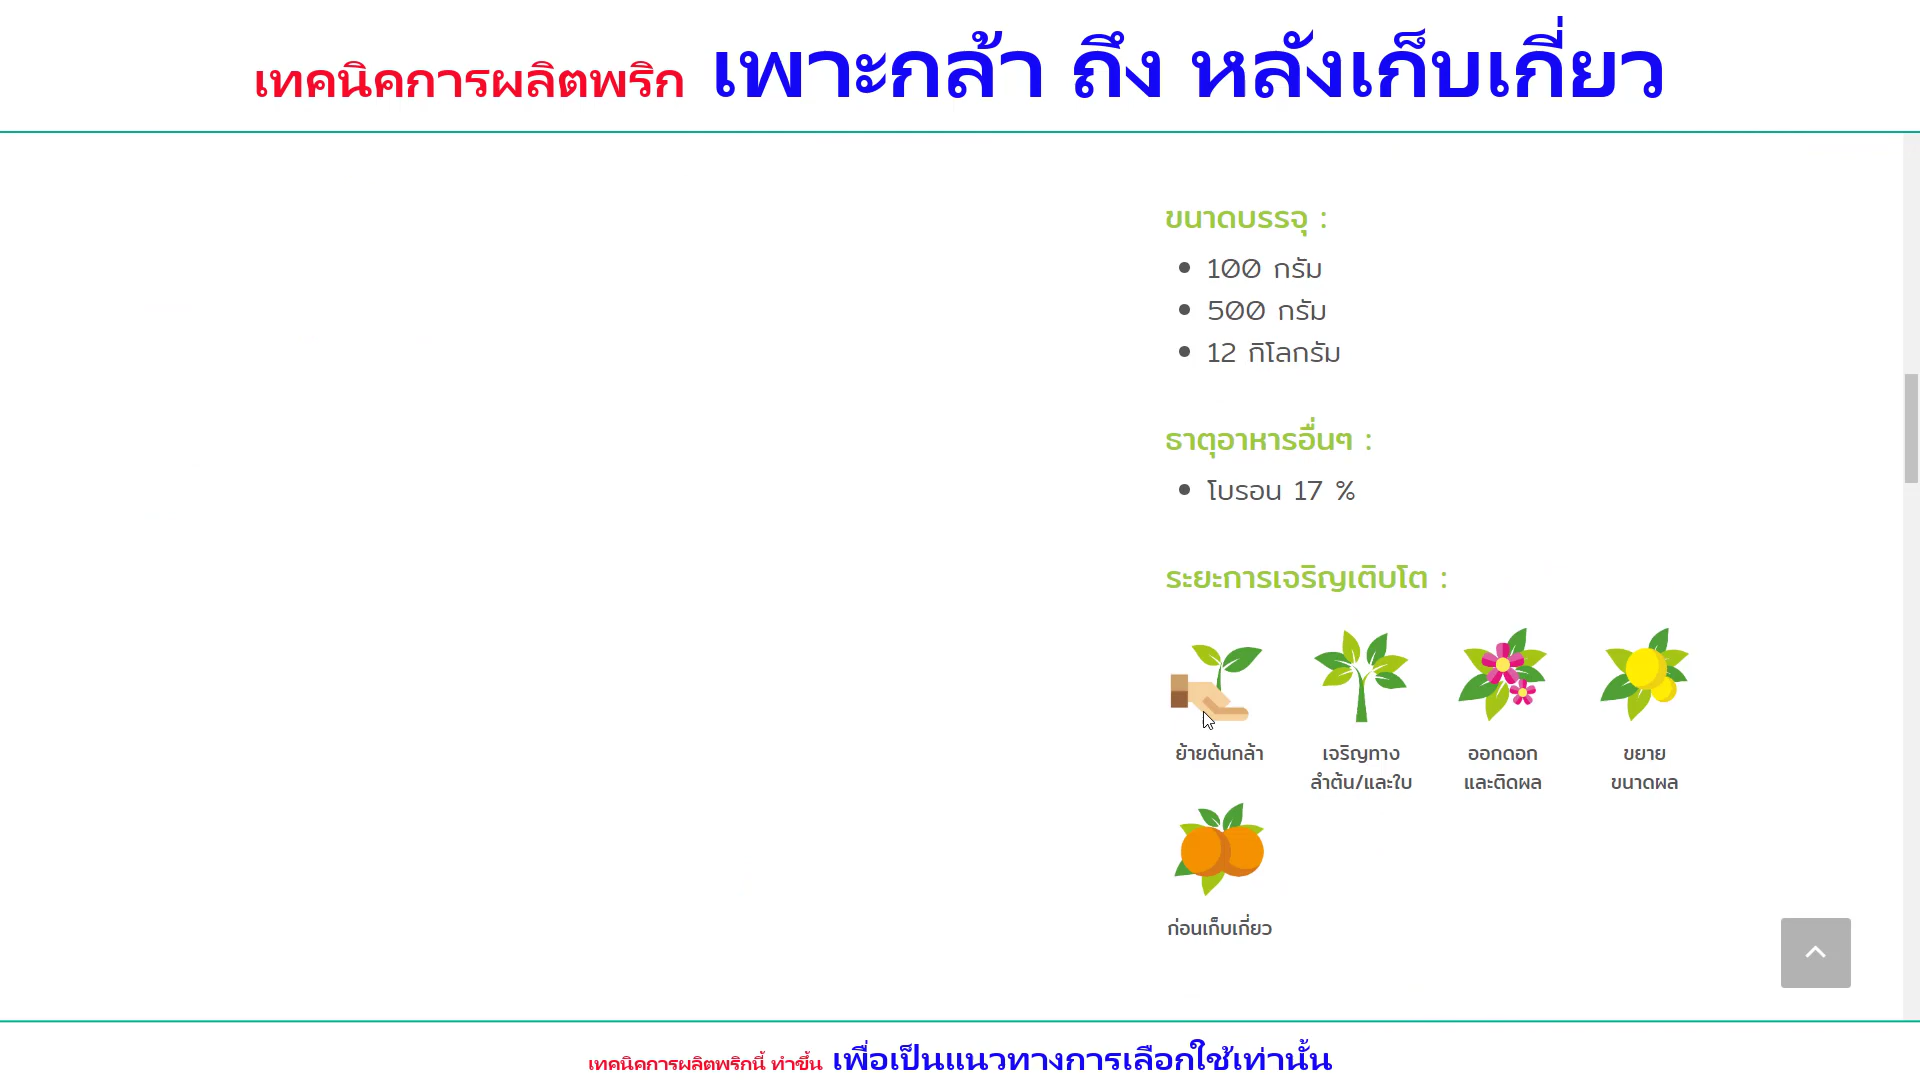 เทคนิคการผลิตพริก เพาะกล้า ถึง หลังเก็บเกี่ยว
ขนาดบรรจุ :
100 กรัม
500 กรัม
12 กิโลกรัม
ธาตุอาหารอื่นๆ :
โบรอน 17 %
ระยะการเจริญเติบโต :
ย้ายต้นกล้า
เจริญทาง
ลำต้น/และใบ
ออกดอก
และติดผล
ขยาย
ขนาดผล
ก่อนเก็บเกี่ยว
เทคนิคการผลิตพริกนี้ ทำขึ้น เพื่อเป็นแนวทางการเลือกใช้เท่านั้น